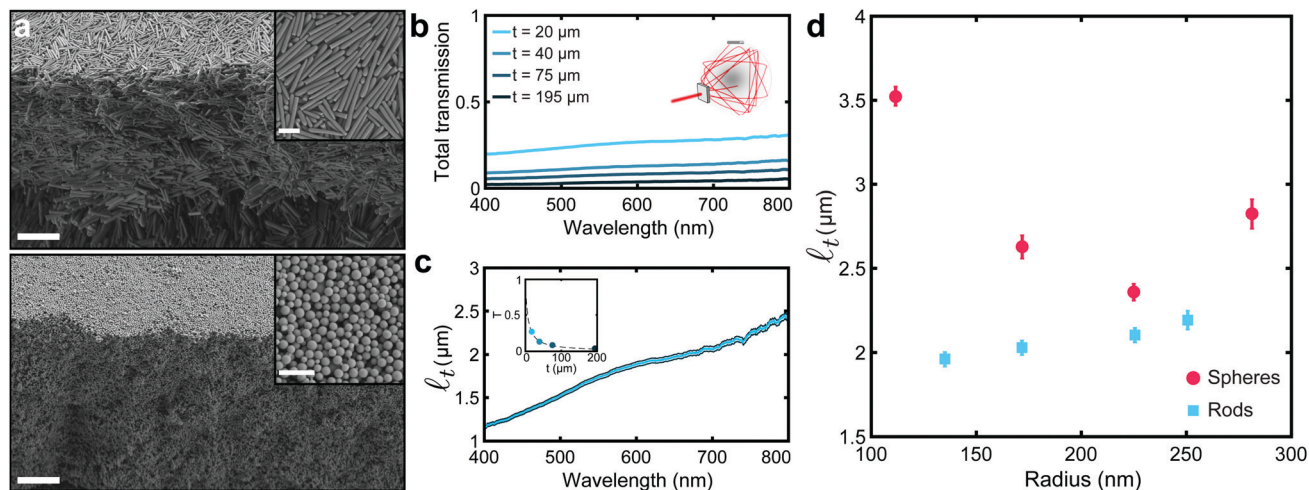 a
b
Total transmission
1
0.5
0
t = 20 µm
t = 40 µm
t = 75 µm
t = 195 µm
400 500 600 700 800
Wavelength (nm)
c
ℓt(µm)
3
2.5
2
1.5
1
T
1
0.5
0
0 100 200
t (µm)
400 500 600 700 800
Wavelength (nm)
d
ℓt(µm)
4
3.5
3
2.5
2
1.5
Spheres
Rods
100 150 200 250 300
Radius (nm)